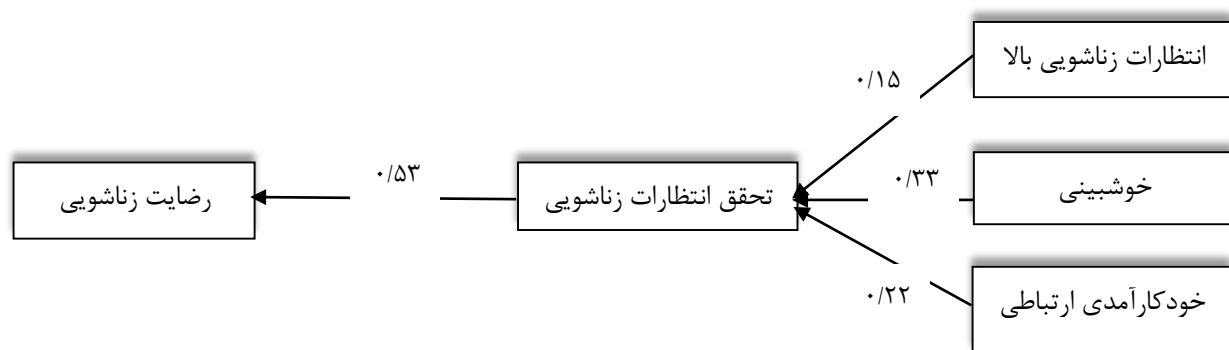 انتظارات زناشویی بالا
۰/۱۵
خوشبینی
۰/۳۳
تحقق انتظارات زناشویی
۰/۵۳
رضایت زناشویی
خودکارآمدی ارتباطی
۰/۲۲